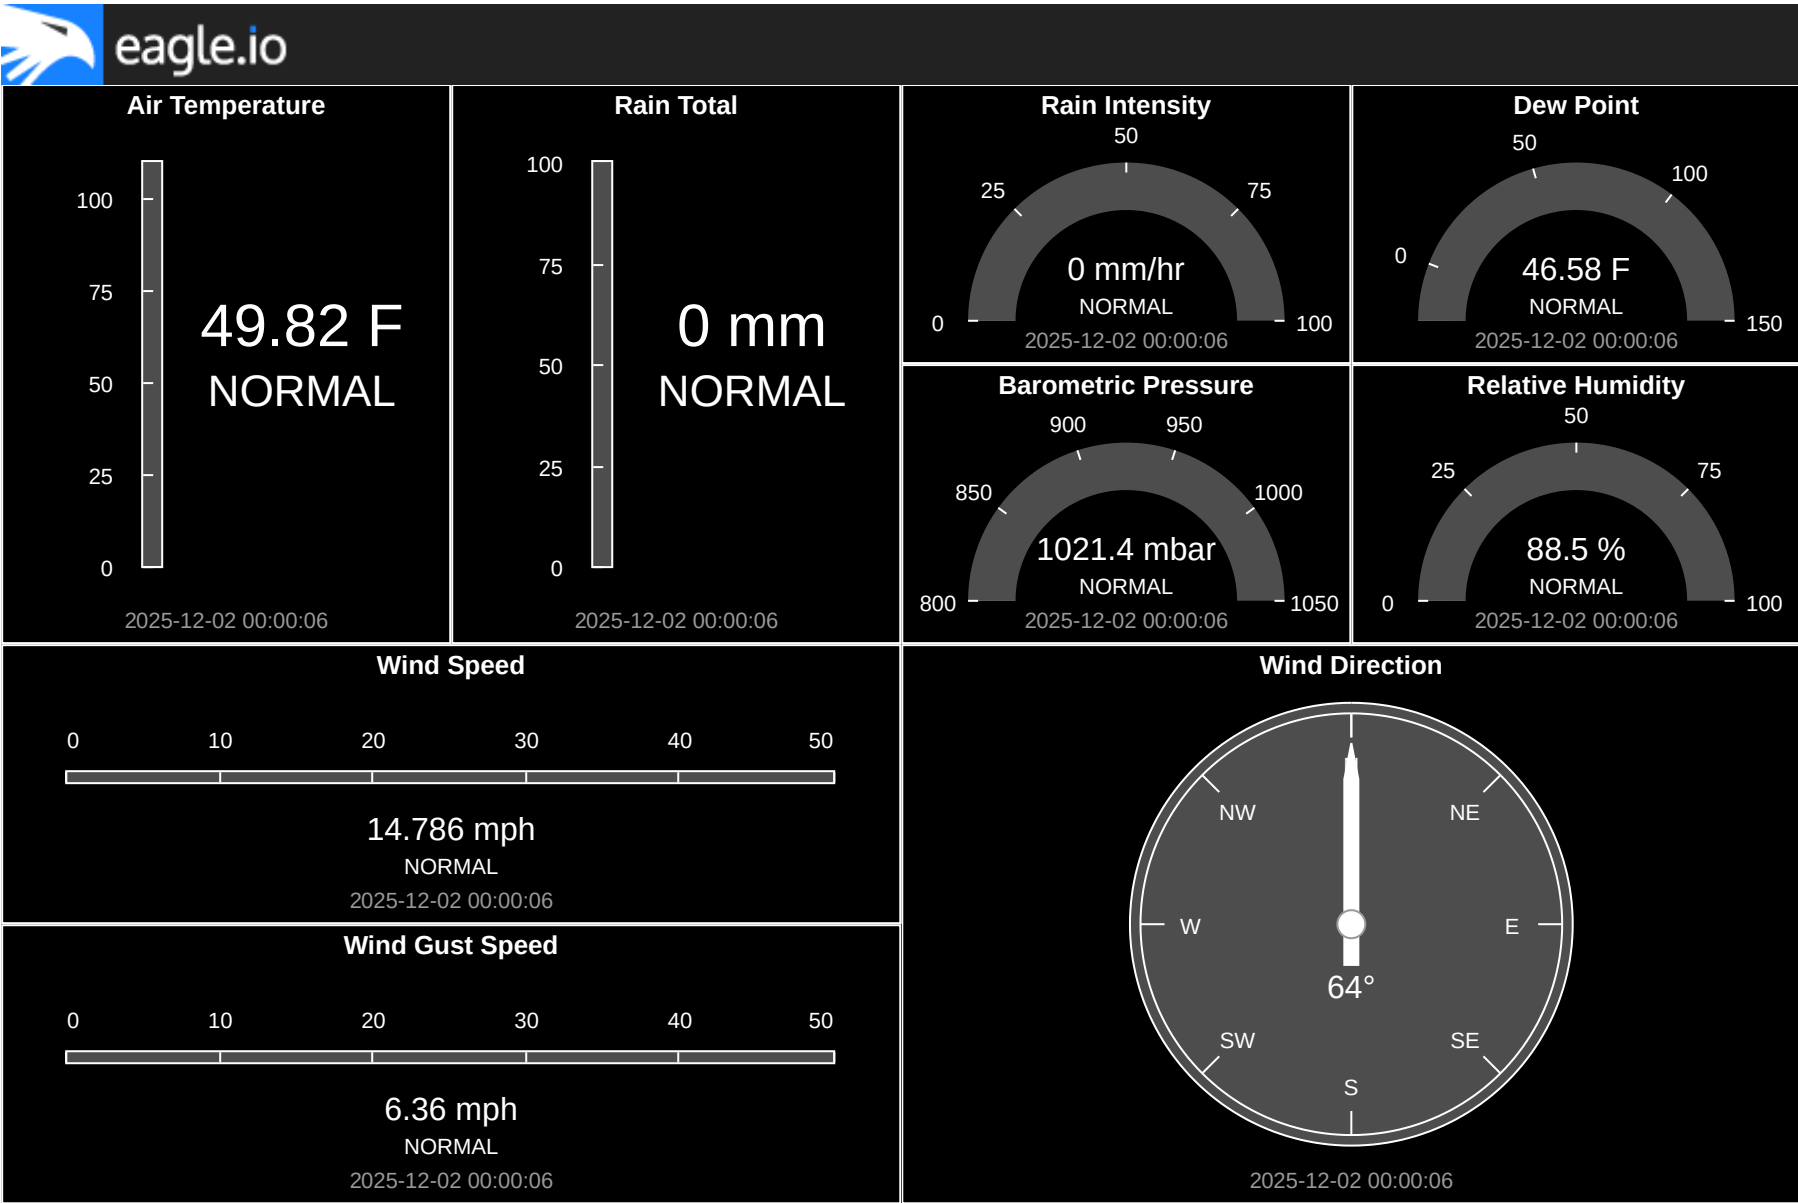 eagle.io
Air Temperature
100
75
50
25
0
49.82 F
NORMAL
2025-12-02 00:00:06
Rain Total
100
75
50
25
0
0 mm
NORMAL
2025-12-02 00:00:06
Rain Intensity
50
25
75
0
100
0 mm/hr
NORMAL
2025-12-02 00:00:06
Dew Point
50
100
0
150
46.58 F
NORMAL
2025-12-02 00:00:06
Barometric Pressure
900
950
850
1000
800
1050
1021.4 mbar
NORMAL
2025-12-02 00:00:06
Relative Humidity
50
25
75
0
100
88.5 %
NORMAL
2025-12-02 00:00:06
Wind Speed
0 10 20 30 40 50
14.786 mph
NORMAL
2025-12-02 00:00:06
Wind Gust Speed
0 10 20 30 40 50
6.36 mph
NORMAL
2025-12-02 00:00:06
Wind Direction
NW NE
W E
64°
SW SE
S
2025-12-02 00:00:06